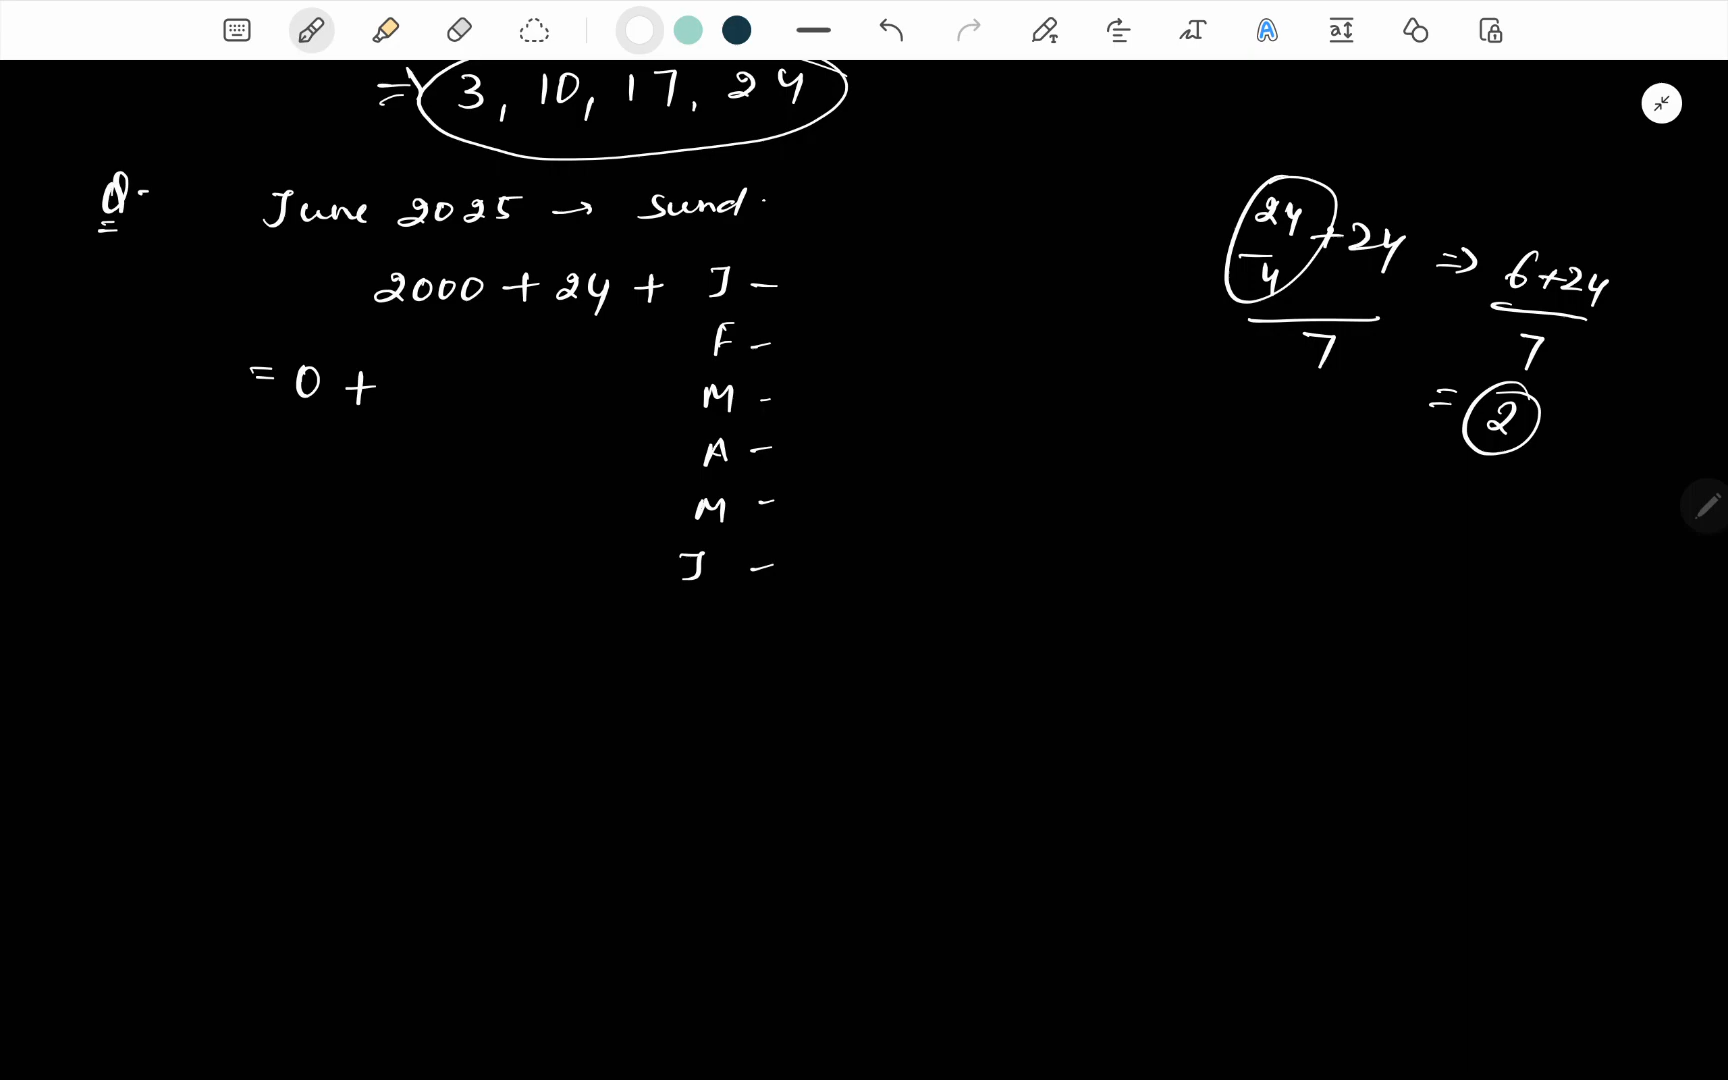 ⇒ 3, 10, 17, 24
Q. June 2025 → Sund.
2000 + 24 + J -
F -
M -
A -
M -
J -
= 0 +
24/4 + 24 ⇒ 6+24
7 7
= 2